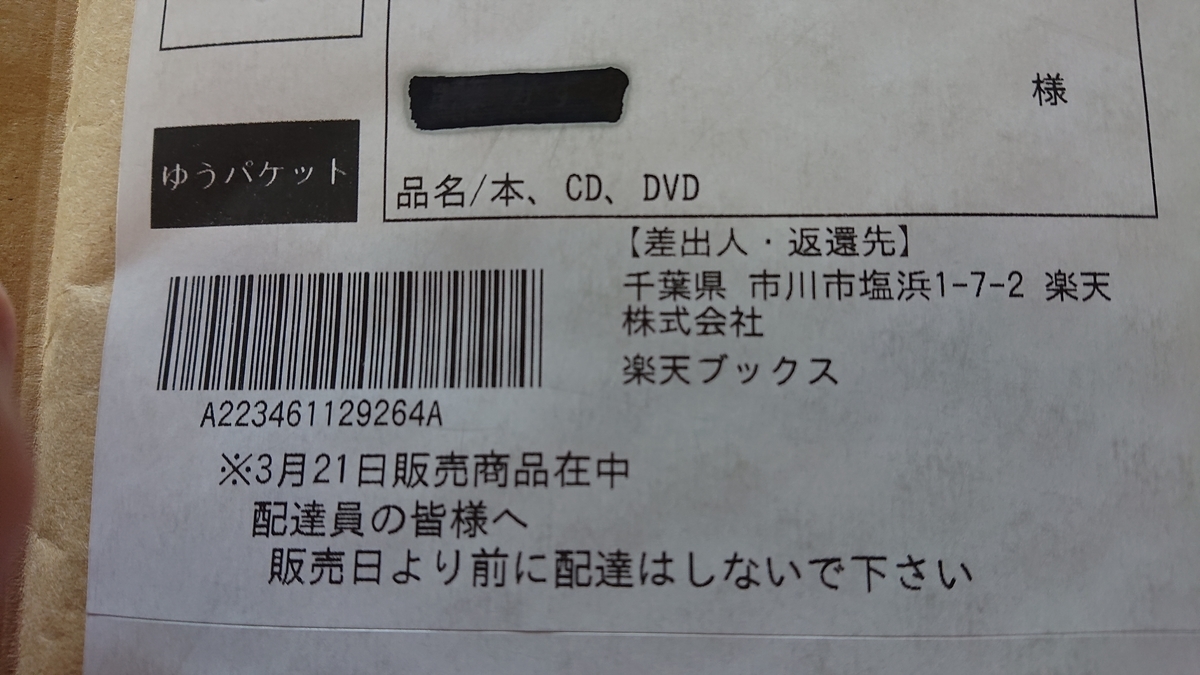 様
ゆうパケット
品名/本、CD、DVD
【差出人・返還先】
千葉県 市川市塩浜1-7-2 楽天
株式会社
楽天ブックス
A223461129264A
※3月21日販売商品在中
配達員の皆様へ
販売日より前に配達はしないで下さい